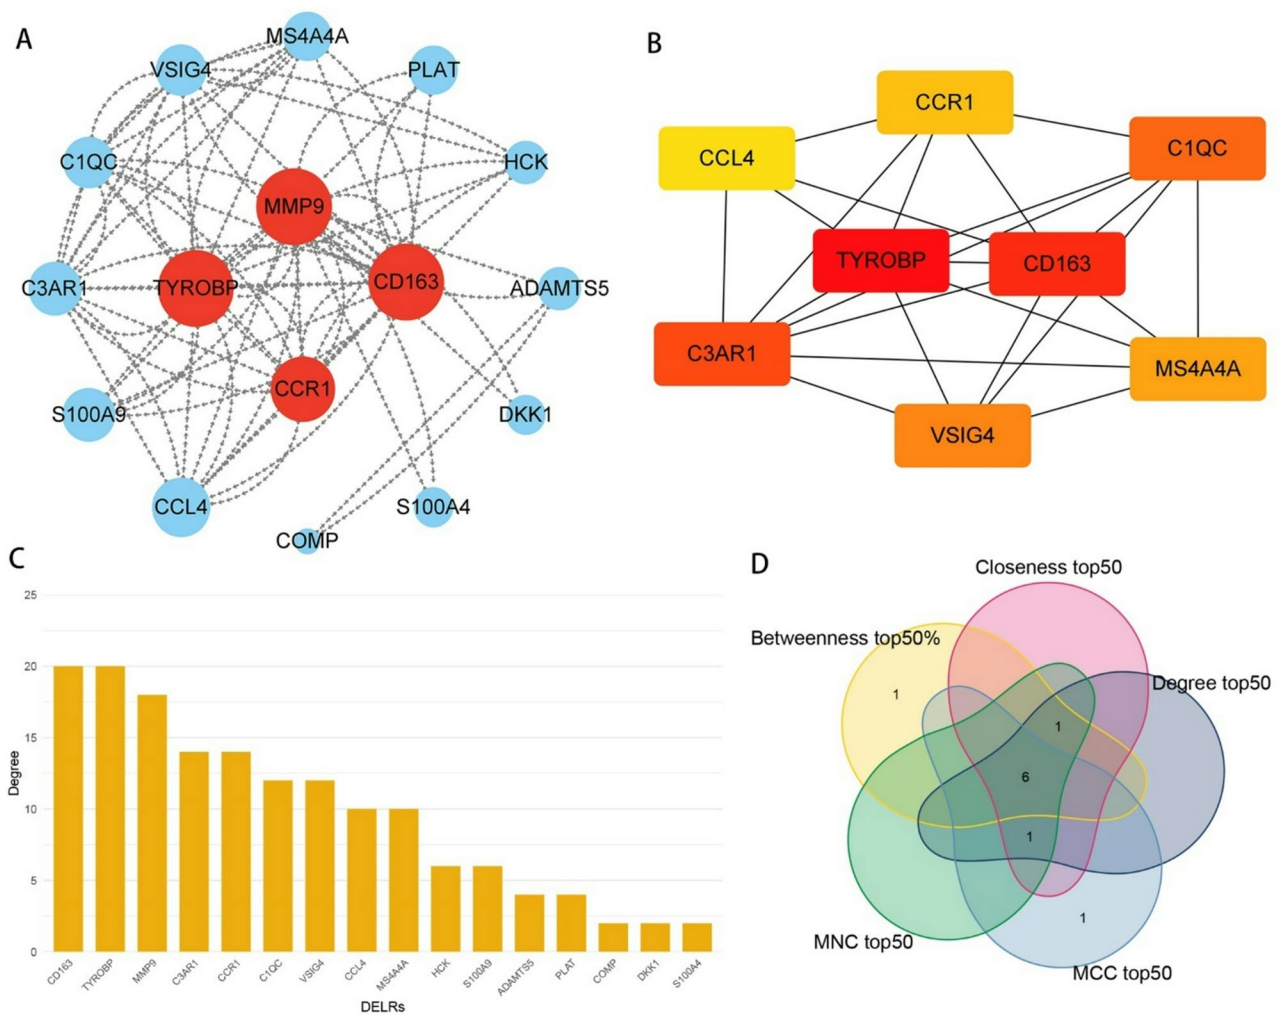 A
MS4A4A
VSIG4
PLAT
C1QC
HCK
MMP9
C3AR1
TYROBP
CD163
ADAMTS5
CCR1
S100A9
DKK1
CCL4
S100A4
COMP
B
CCR1
CCL4
C1QC
TYROBP
CD163
C3AR1
MS4A4A
VSIG4
C
25
20
15
10
5
0
Degree
CD163
TYROBP
MMP9
C3AR1
CCR1
C1QC
VSIG4
CCL4
MS4A4A
HCK
S100A9
ADAMTS5
PLAT
COMP
DKK1
S100A4
DELRs
D
Closeness top50
Betweenness top50%
Degree top50
1
1
6
1
1
MNC top50
MCC top50